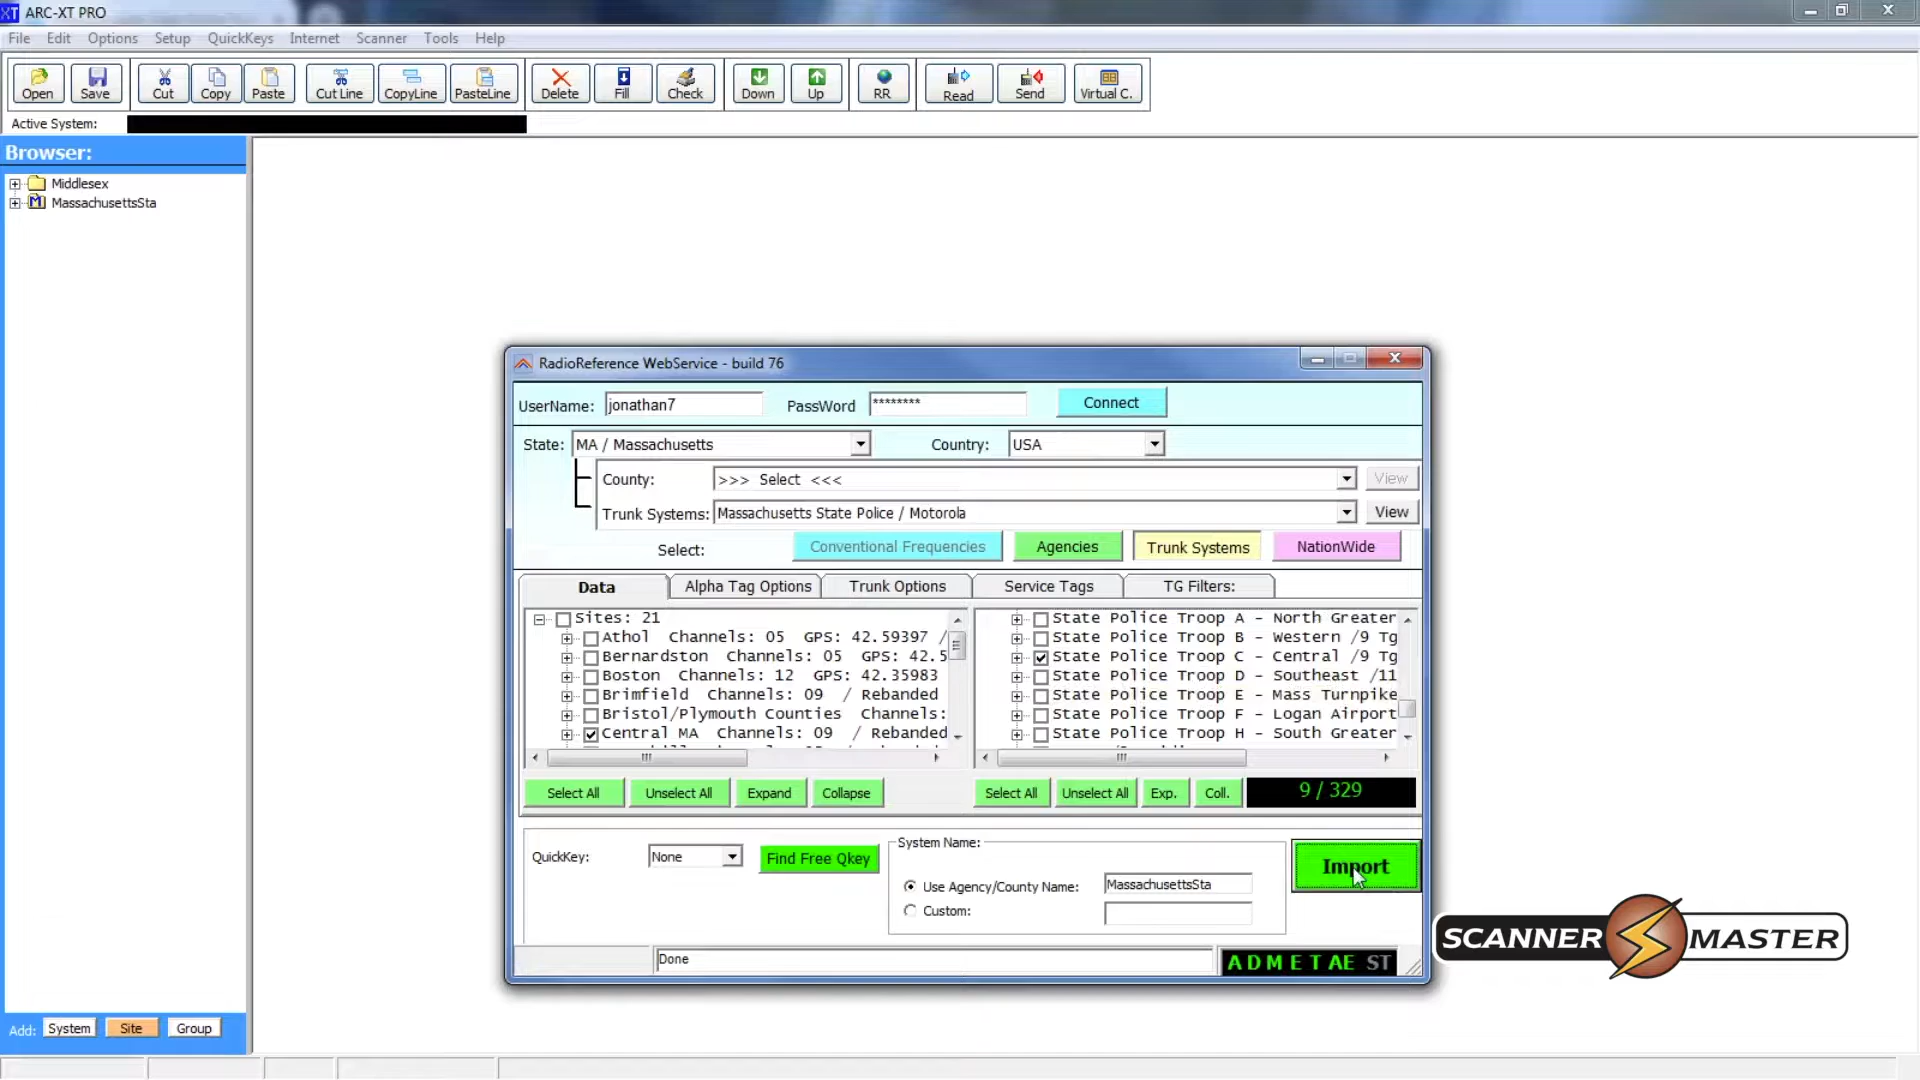 XT ARC-XT PRO
File Edit Options Setup QuickKeys Internet Scanner Tools Help
Open Save Cut Copy Paste Cut Line CopyLine PasteLine Delete Fill Check Down Up RR Read Send Virtual C.
Active System:
Browser:
Middlesex
MassachusettsSta
RadioReference WebService - build 76
UserName: jonathan7 PassWord ******** Connect
State: MA / Massachusetts Country: USA
County: >>> Select <<< View
Trunk Systems: Massachusetts State Police / Motorola View
Select: Conventional Frequencies Agencies Trunk Systems NationWide
Data Alpha Tag Options Trunk Options Service Tags TG Filters:
Sites: 21
Athol Channels: 05 GPS: 42.59397 /
Bernardston Channels: 05 GPS: 42.5
Boston Channels: 12 GPS: 42.35983
Brimfield Channels: 09 / Rebanded
Bristol/Plymouth Counties Channels:
Central MA Channels: 09 / Rebanded
State Police Troop A - North Greater
State Police Troop B - Western /9 Tg
State Police Troop C - Central /9 Tg
State Police Troop D - Southeast /11
State Police Troop E - Mass Turnpike
State Police Troop F - Logan Airport
State Police Troop H - South Greater
Select All Unselect All Expand Collapse Select All Unselect All Exp. Coll. 9 / 329
QuickKey: None Find Free Qkey
System Name:
Use Agency/County Name: MassachusettsSta
Custom:
Import
Done
A D M E T AE ST
SCANNER MASTER
Add: System Site Group